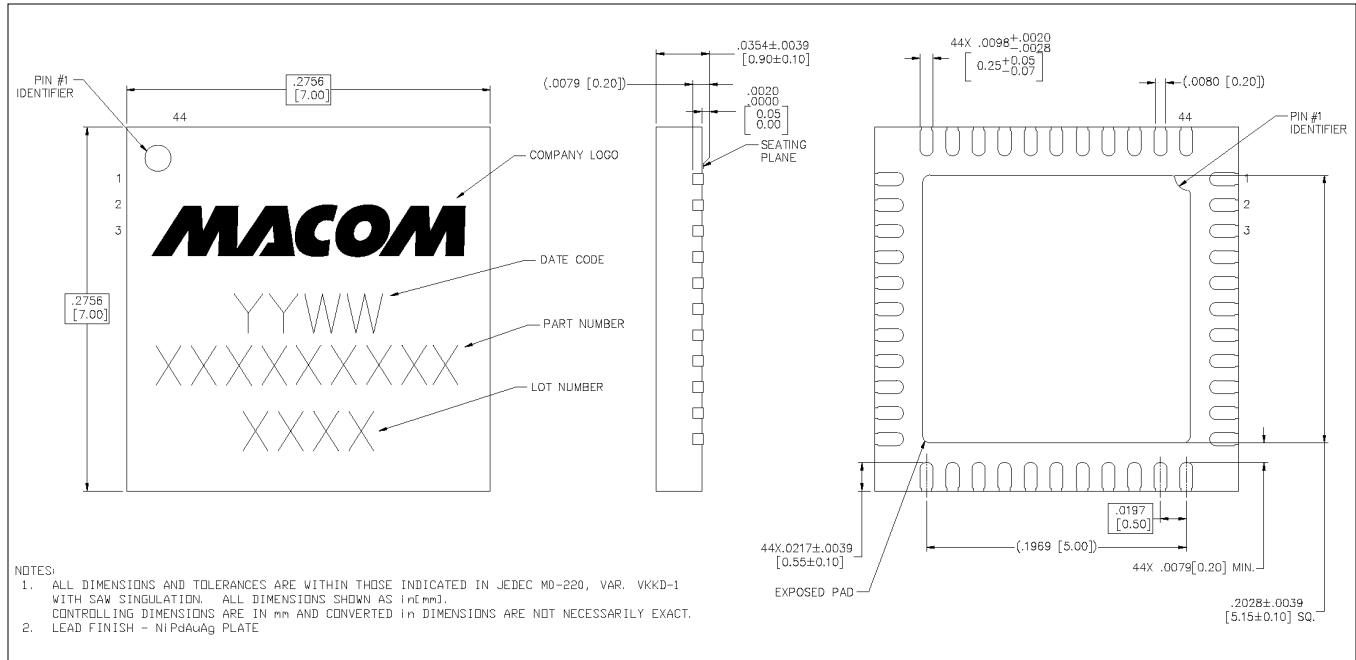 PIN #1
IDENTIFIER
.2756
[7.00]
44
1
2
3
.2756
[7.00]
COMPANY LOGO
MACOM
DATE CODE
YYWW
PART NUMBER
XXXXXXXXX
LOT NUMBER
XXXX
.0354±.0039
[0.90±0.10]
(.0079 [0.20])
.0020
.0000
[0.05
0.00]
SEATING
PLANE
44X .0098+.0020
-.0028
[0.25+0.05
-0.07]
(.0080 [0.20])
44
PIN #1
IDENTIFIER
1
2
3
.0197
[0.50]
44X.0217±.0039
[0.55±0.10]
(.1969 [5.00])
44X .0079[0.20] MIN.
EXPOSED PAD
.2028±.0039
[5.15±0.10] SQ.
NOTES:
1. ALL DIMENSIONS AND TOLERANCES ARE WITHIN THOSE INDICATED IN JEDEC MO-220, VAR. VKKD-1
WITH SAW SINGULATION. ALL DIMENSIONS SHOWN AS in[mm].
CONTROLLING DIMENSIONS ARE IN mm AND CONVERTED in DIMENSIONS ARE NOT NECESSARILY EXACT.
2. LEAD FINISH - NiPdAuAg PLATE